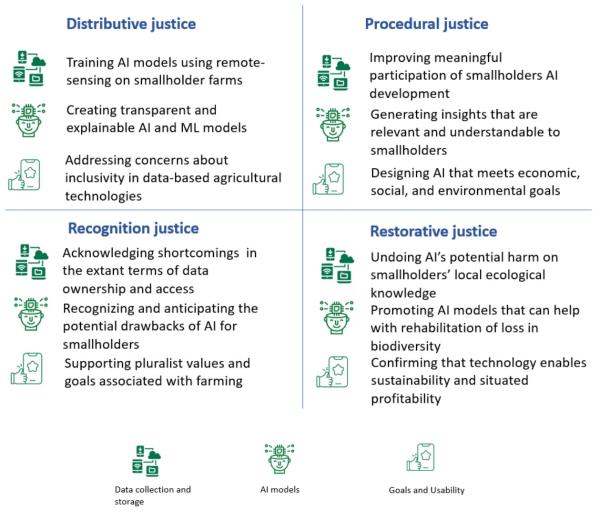 Distributive justice
Training AI models using remote-
sensing on smallholder farms
Creating transparent and
explainable AI and ML models
Addressing concerns about
inclusivity in data-based agricultural
technologies
Procedural justice
Improving meaningful
participation of smallholders AI
development
Generating insights that are
relevant and understandable to
smallholders
Designing AI that meets economic,
social, and environmental goals
Recognition justice
Acknowledging shortcomings in
the extant terms of data
ownership and access
Recognizing and anticipating the
potential drawbacks of AI for
smallholders
Supporting pluralist values and
goals associated with farming
Restorative justice
Undoing AI's potential harm on
smallholders' local ecological
knowledge
Promoting AI models that can help
with rehabilitation of loss in
biodiversity
Confirming that technology enables
sustainability and situated
profitability
Data collection and
storage
AI models
Goals and Usability